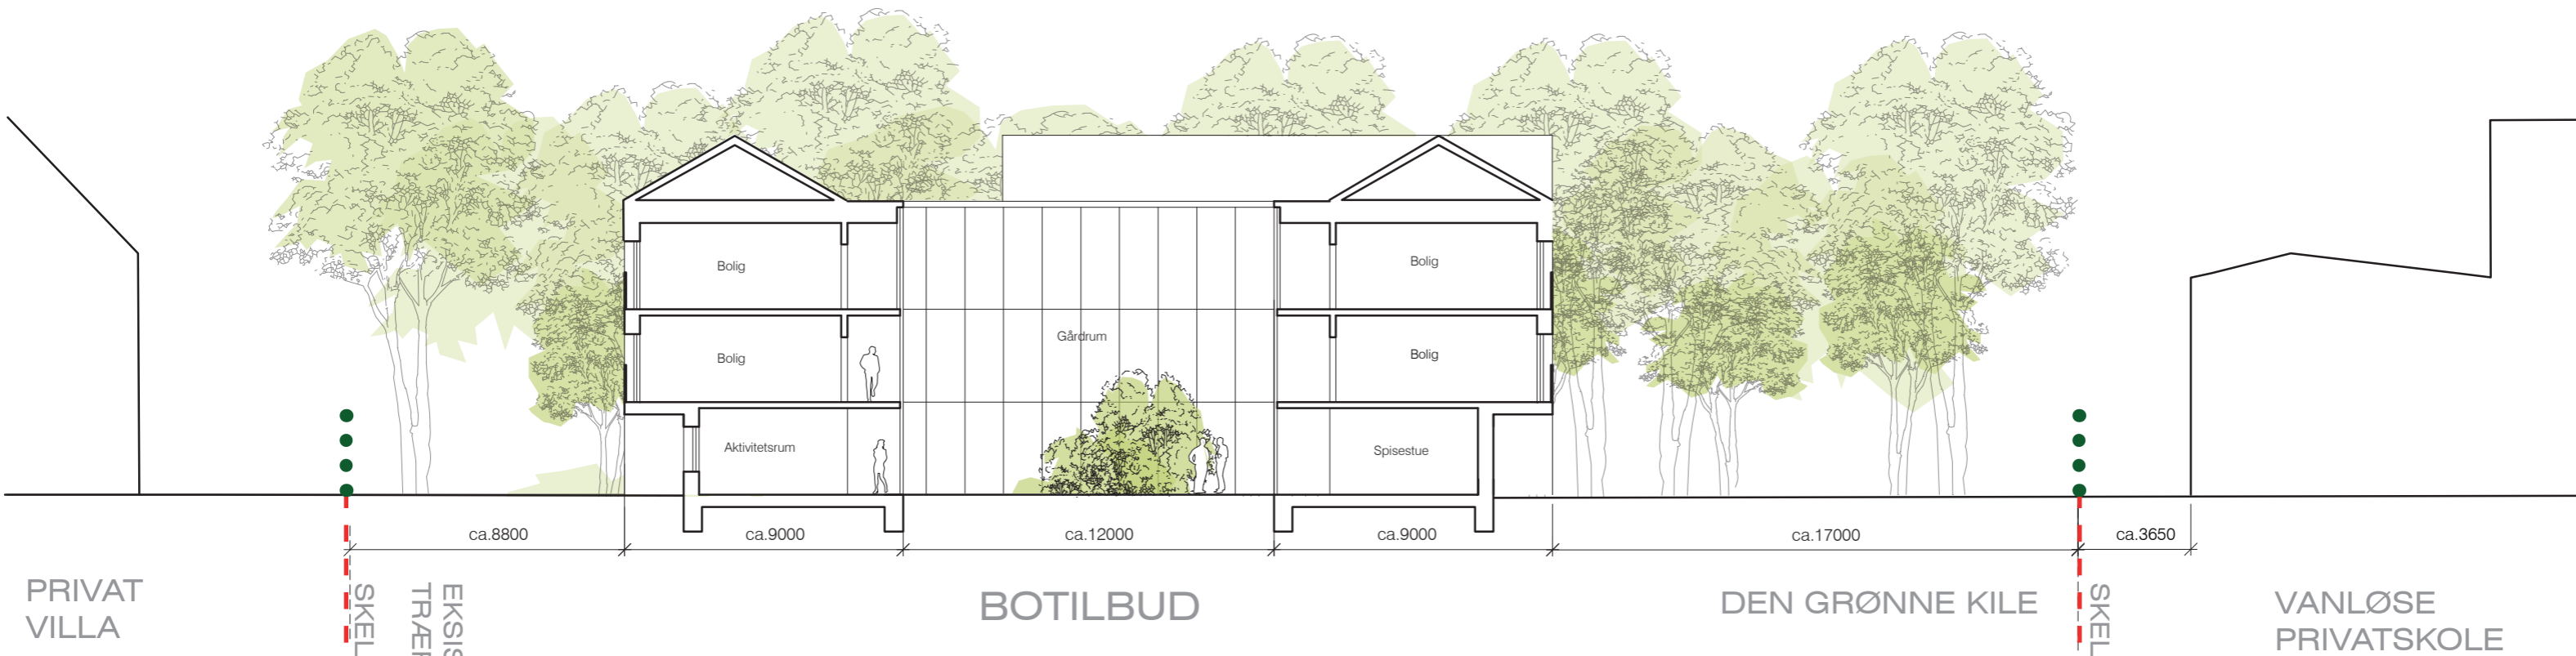 Bolig
Bolig
Bolig
Gårdrum
Bolig
Aktivitetsrum
Spisestue
ca.8800
ca.9000
ca.12000
ca.9000
ca.17000
ca.3650
PRIVAT
VILLA
SKEL
BOTILBUD
DEN GRØNNE KILE
SKEL
VANLØSE
PRIVATSKOLE